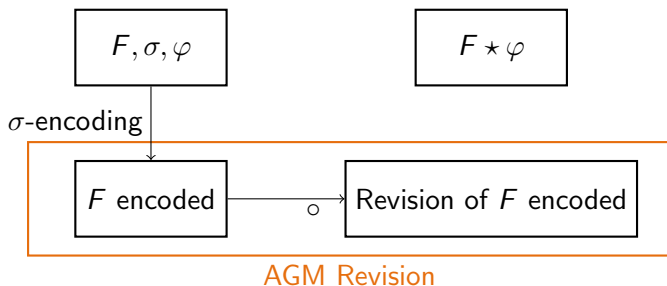 F, σ, φ
F ⋆ φ
σ-encoding
F encoded
∘
Revision of F encoded
AGM Revision